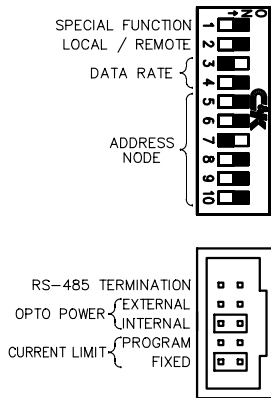 NO↑
SPECIAL FUNCTION 1
LOCAL / REMOTE 2
DATA RATE 3
4
5
6
ADDRESS
NODE 7
8
9
10
C&K
RS-485 TERMINATION
OPTO POWER EXTERNAL
INTERNAL
CURRENT LIMIT PROGRAM
FIXED